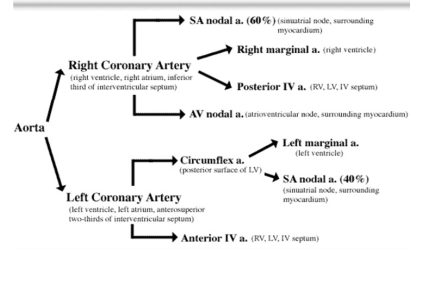 SA nodal a. (60%) (sinuatrial node, surrounding
myocardium)
Right marginal a. (right ventricle)
Right Coronary Artery
(right ventricle, right atrium, inferior
third of interventricular septum)
Posterior IV a. (RV, LV, IV septum)
AV nodal a. (atrioventricular node, surrounding myocardium)
Aorta
Left marginal a.
(left ventricle)
Circumflex a.
(posterior surface of LV)
SA nodal a. (40%)
(sinuatrial node, surrounding
myocardium)
Left Coronary Artery
(left ventricle, left atrium, anterosuperior
two-thirds of interventricular septum)
Anterior IV a. (RV, LV, IV septum)